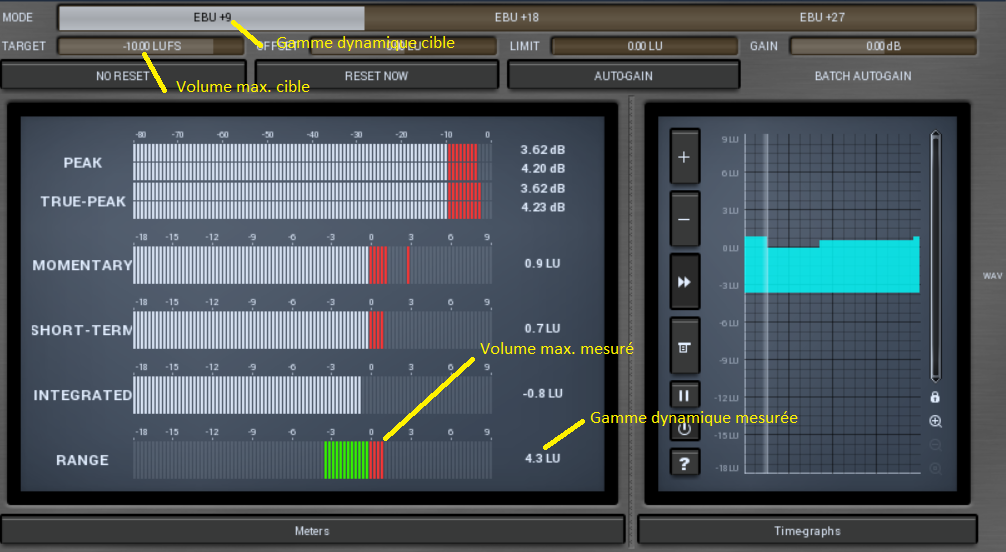 MODE EBU +9 EBU +18 EBU +27
TARGET -10.00 LUFS OFFSET Gamme dynamique cible LIMIT 0.00 LU GAIN 0.00 dB
NO RESET RESET NOW AUTO-GAIN BATCH AUTO-GAIN
Volume max. cible
-80 -70 -60 -50 -40 -30 -20 -10 0
PEAK 3.62 dB
4.20 dB
TRUE-PEAK 3.62 dB
4.23 dB
-18 -15 -12 -9 -6 -3 0 3 6 9
MOMENTARY 0.9 LU
-18 -15 -12 -9 -6 -3 0 3 6 9
SHORT-TERM 0.7 LU
Volume max. mesuré
-18 -15 -12 -9 -6 -3 0 3 6 9
INTEGRATED -0.8 LU
Gamme dynamique mesurée
-18 -15 -12 -9 -6 -3 0 3 6 9
RANGE 4.3 LU
+
−
?
9 LU
6 LU
3 LU
0 LU
-3 LU
-6 LU
-9 LU
-12 LU
-15 LU
-18 LU
WAV
Meters Time-graphs